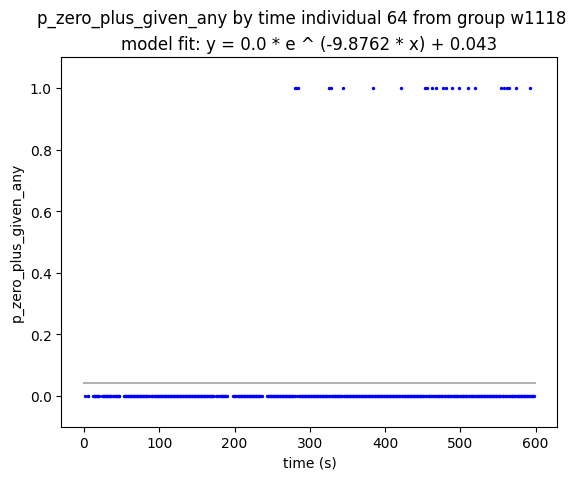 p_zero_plus_given_any by time individual 64 from group w1118
model fit: y = 0.0 * e ^ (-9.8762 * x) + 0.043
p_zero_plus_given_any
1.0
0.8
0.6
0.4
0.2
0.0
0 100 200 300 400 500 600
time (s)